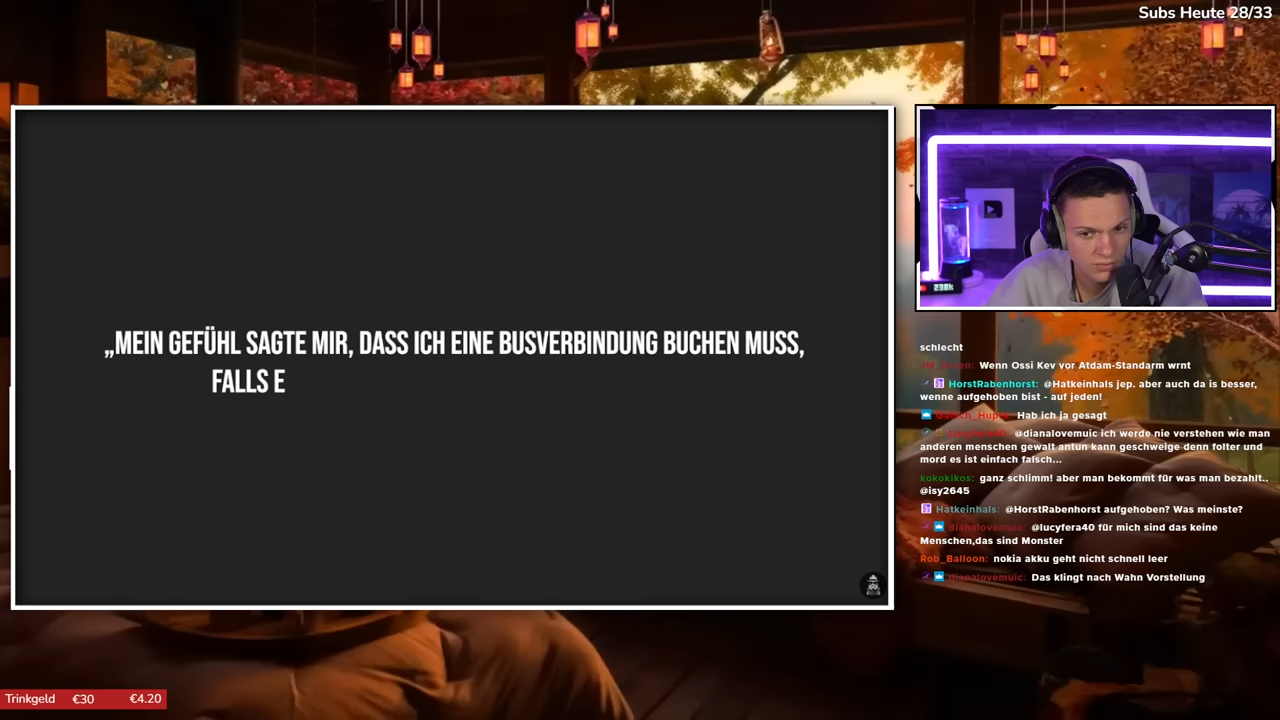 Subs Heute 28/33
„MEIN GEFÜHL SAGTE MIR, DASS ICH EINE BUSVERBINDUNG BUCHEN MUSS,
FALLS E
238k
schlecht
Wenn Ossi Kev vor Atdam-Standarm wrnt
HorstRabenhorst: @Hatkeinhals jep. aber auch da is besser,
wenne aufgehoben bist - auf jeden!
Hab ich ja gesagt
@dianalovemuic ich werde nie verstehen wie man
anderen menschen gewalt antun kann geschweige denn folter und
mord es ist einfach falsch...
kokokikos: ganz schlimm! aber man bekommt für was man bezahlt..
@isy2645
Hatkeinhals: @HorstRabenhorst aufgehoben? Was meinste?
dianalovemuic: @lucyfera40 für mich sind das keine
Menschen,das sind Monster
Rob_Balloon: nokia akku geht nicht schnell leer
dianalovemuic: Das klingt nach Wahn Vorstellung
Trinkgeld €30 €4.20